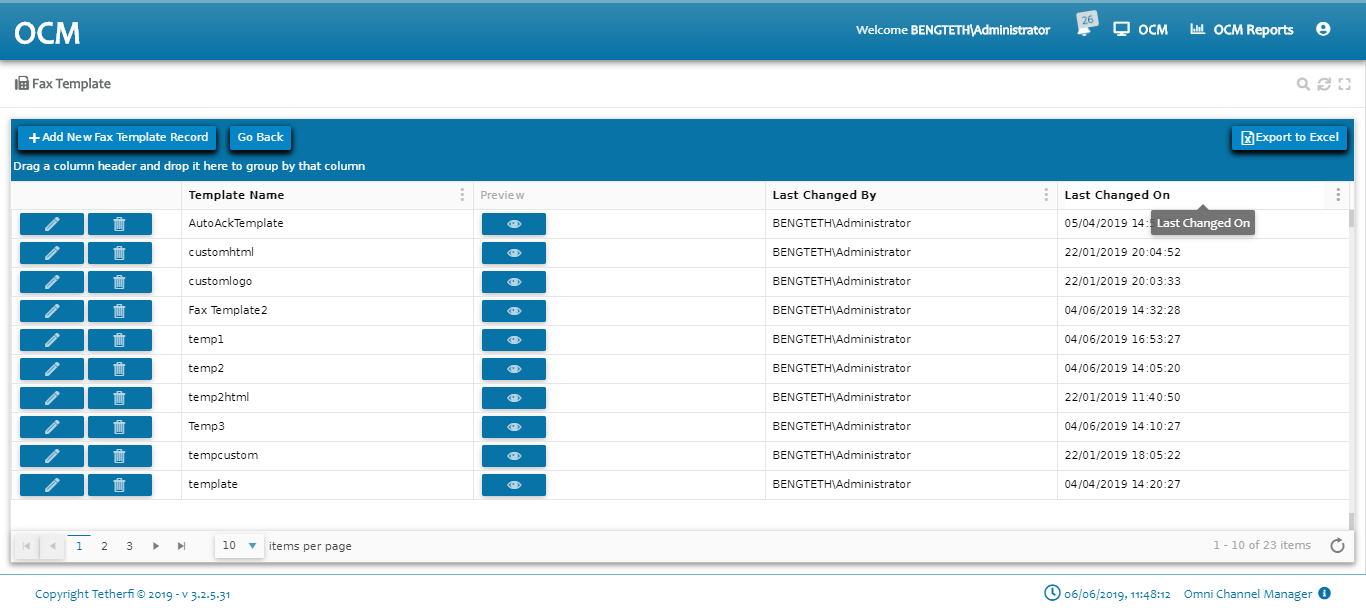 OCM
Welcome BENGTETH\Administrator
26
OCM
OCM Reports
Fax Template
Add New Fax Template Record
Go Back
Export to Excel
Drag a column header and drop it here to group by that column
Template Name Preview Last Changed By Last Changed On
AutoAckTemplate BENGTETH\Administrator 05/04/2019 14:
Last Changed On
customhtml BENGTETH\Administrator 22/01/2019 20:04:52
customlogo BENGTETH\Administrator 22/01/2019 20:03:33
Fax Template2 BENGTETH\Administrator 04/06/2019 14:32:28
temp1 BENGTETH\Administrator 04/06/2019 16:53:27
temp2 BENGTETH\Administrator 04/06/2019 14:05:20
temp2html BENGTETH\Administrator 22/01/2019 11:40:50
Temp3 BENGTETH\Administrator 04/06/2019 14:10:27
tempcustom BENGTETH\Administrator 22/01/2019 18:05:22
template BENGTETH\Administrator 04/04/2019 14:20:27
1 2 3 10 items per page 1 - 10 of 23 items
Copyright Tetherfi © 2019 - v 3.2.5.31 06/06/2019, 11:48:12 Omni Channel Manager